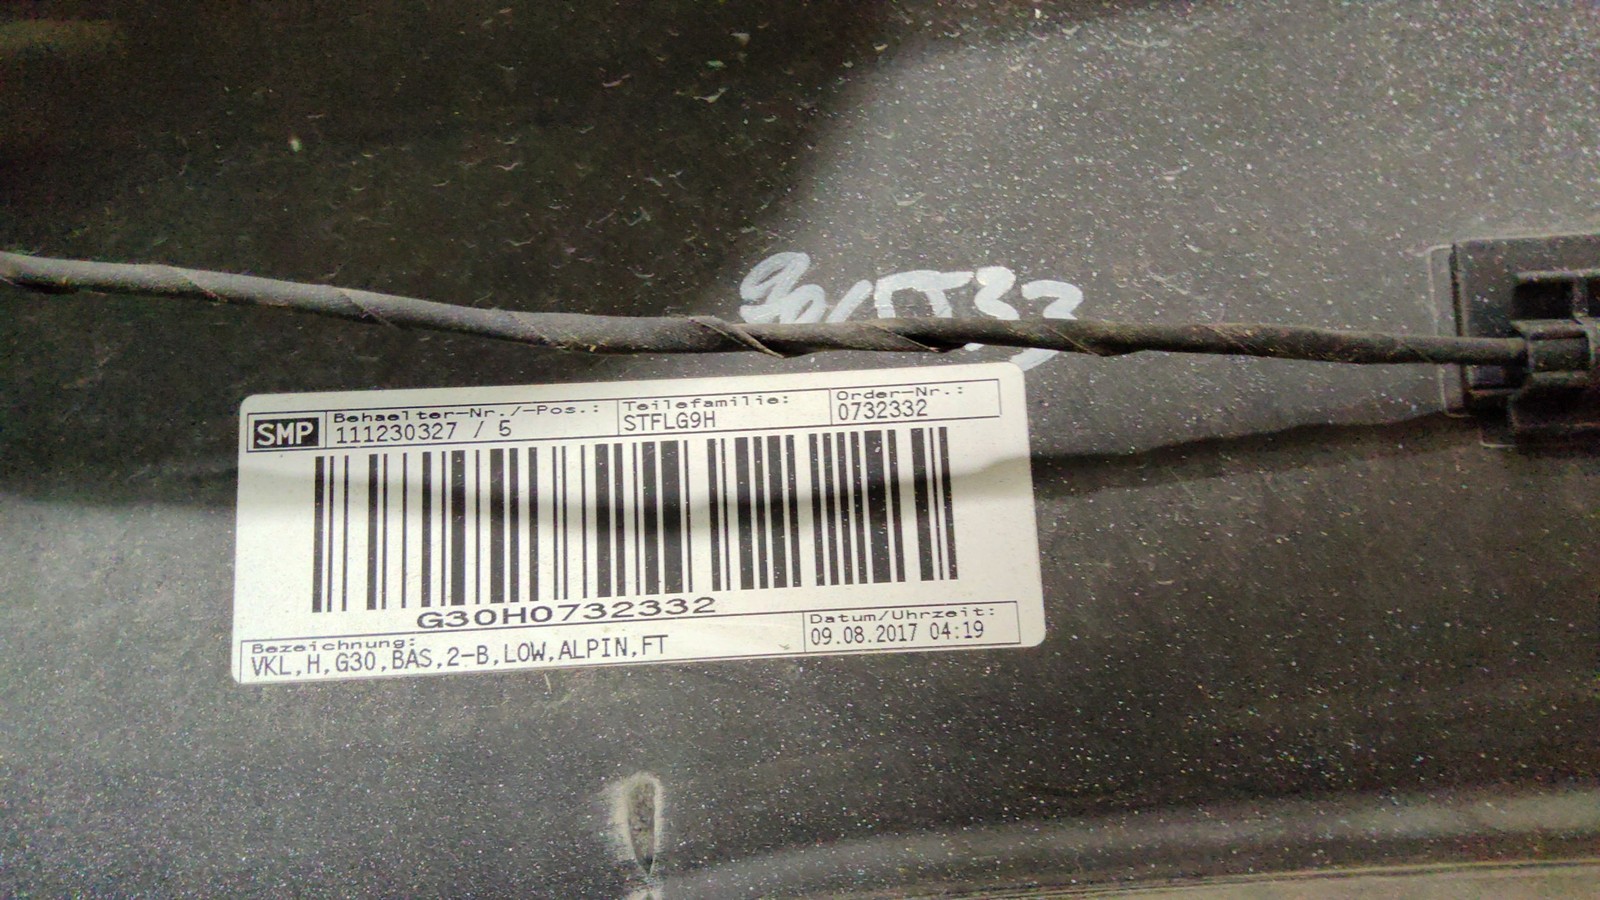 SMP
Behaelter-Nr./-Pos.:
111230327 / 5
Teilefamilie:
STFLG9H
Order-Nr.:
0732332
G30H0732332
Bezeichnung:
VKL,H,G30,BAS,2-B,LOW,ALPIN,FT
Datum/Uhrzeit:
09.08.2017 04:19